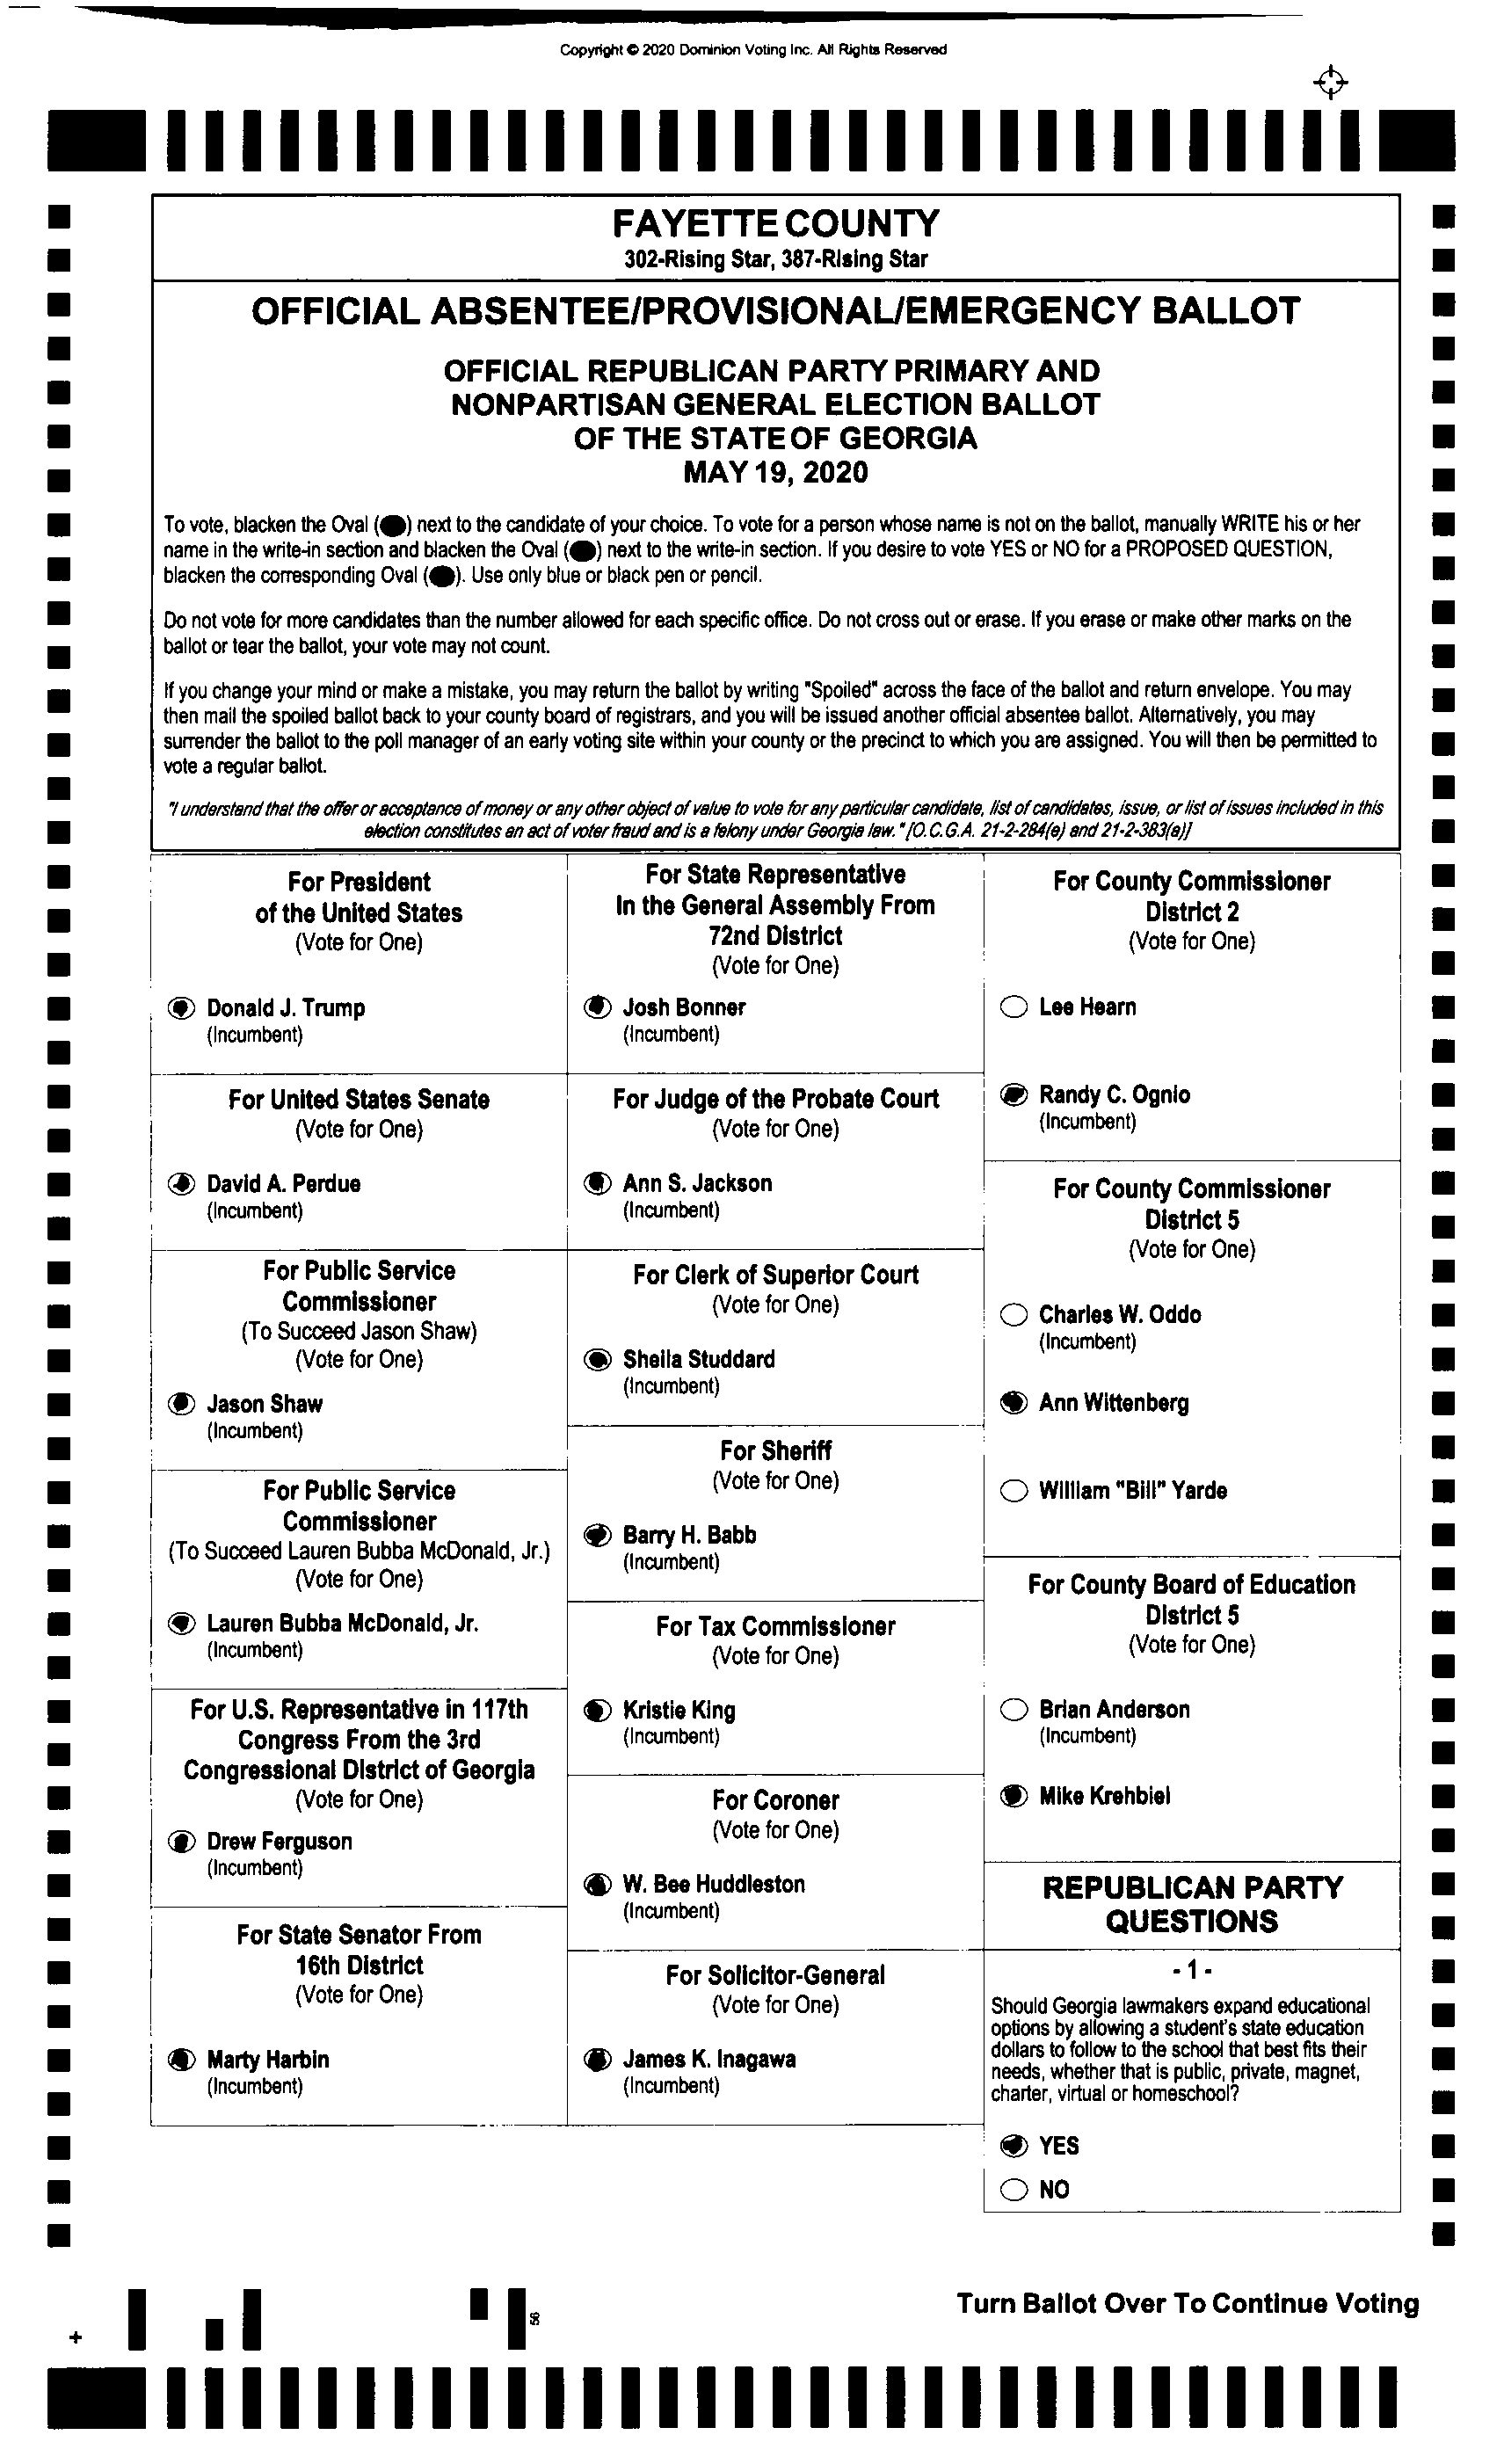 Copyright © 2020 Dominion Voting Inc. All Rights Reserved
FAYETTE COUNTY
302-Rising Star, 387-Rising Star
OFFICIAL ABSENTEE/PROVISIONAL/EMERGENCY BALLOT
OFFICIAL REPUBLICAN PARTY PRIMARY AND
NONPARTISAN GENERAL ELECTION BALLOT
OF THE STATE OF GEORGIA
MAY 19, 2020
To vote, blacken the Oval ( ) next to the candidate of your choice. To vote for a person whose name is not on the ballot, manually WRITE his or her
name in the write-in section and blacken the Oval ( ) next to the write-in section. If you desire to vote YES or NO for a PROPOSED QUESTION,
blacken the corresponding Oval ( ). Use only blue or black pen or pencil.
Do not vote for more candidates than the number allowed for each specific office. Do not cross out or erase. If you erase or make other marks on the
ballot or tear the ballot, your vote may not count.
If you change your mind or make a mistake, you may return the ballot by writing "Spoiled" across the face of the ballot and return envelope. You may
then mail the spoiled ballot back to your county board of registrars, and you will be issued another official absentee ballot. Alternatively, you may
surrender the ballot to the poll manager of an early voting site within your county or the precinct to which you are assigned. You will then be permitted to
vote a regular ballot.
"I understand that the offer or acceptance of money or any other object of value to vote for any particular candidate, list of candidates, issue, or list of issues included in this
election constitutes an act of voter fraud and is a felony under Georgia law." [O.C.G.A. 21-2-284(e) and 21-2-383(a)]
For President
of the United States
(Vote for One)
Donald J. Trump
(Incumbent)
For United States Senate
(Vote for One)
David A. Perdue
(Incumbent)
For Public Service
Commissioner
(To Succeed Jason Shaw)
(Vote for One)
Jason Shaw
(Incumbent)
For Public Service
Commissioner
(To Succeed Lauren Bubba McDonald, Jr.)
(Vote for One)
Lauren Bubba McDonald, Jr.
(Incumbent)
For U.S. Representative in 117th
Congress From the 3rd
Congressional District of Georgia
(Vote for One)
Drew Ferguson
(Incumbent)
For State Senator From
16th District
(Vote for One)
Marty Harbin
(Incumbent)
For State Representative
In the General Assembly From
72nd District
(Vote for One)
Josh Bonner
(Incumbent)
For Judge of the Probate Court
(Vote for One)
Ann S. Jackson
(Incumbent)
For Clerk of Superior Court
(Vote for One)
Sheila Studdard
(Incumbent)
For Sheriff
(Vote for One)
Barry H. Babb
(Incumbent)
For Tax Commissioner
(Vote for One)
Kristie King
(Incumbent)
For Coroner
(Vote for One)
W. Bee Huddleston
(Incumbent)
For Solicitor-General
(Vote for One)
James K. Inagawa
(Incumbent)
For County Commissioner
District 2
(Vote for One)
Lee Hearn
Randy C. Ognio
(Incumbent)
For County Commissioner
District 5
(Vote for One)
Charles W. Oddo
(Incumbent)
Ann Wittenberg
William "Bill" Yarde
For County Board of Education
District 5
(Vote for One)
Brian Anderson
(Incumbent)
Mike Krehbiel
REPUBLICAN PARTY
QUESTIONS
- 1 -
Should Georgia lawmakers expand educational
options by allowing a student's state education
dollars to follow to the school that best fits their
needs, whether that is public, private, magnet,
charter, virtual or homeschool?
YES
NO
Turn Ballot Over To Continue Voting
+